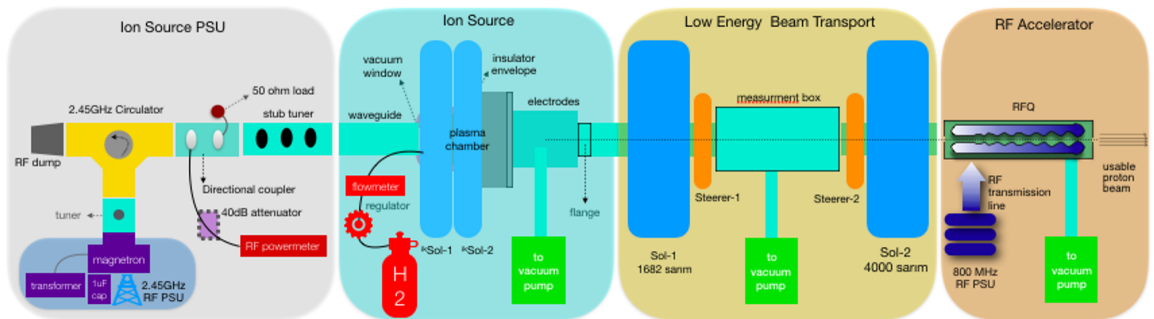 Ion Source PSU
2.45GHz Circulator
50 ohm load
stub tuner
RF dump
Directional coupler
tuner
40dB attenuator
RF powermeter
magnetron
transformer
1uF
cap
2.45GHz
RF PSU
Ion Source
vacuum
window
insulator
envelope
waveguide
electrodes
plasma
chamber
flowmeter
regulator
flange
Sol-1
Sol-2
H
2
to
vacuum
pump
Low Energy Beam Transport
measurment box
Steerer-1
Steerer-2
Sol-1
1682 sarım
Sol-2
4000 sarım
to
vacuum
pump
RF Accelerator
RFQ
RF
transmission
line
usable
proton
beam
800 MHz
RF PSU
to
vacuum
pump